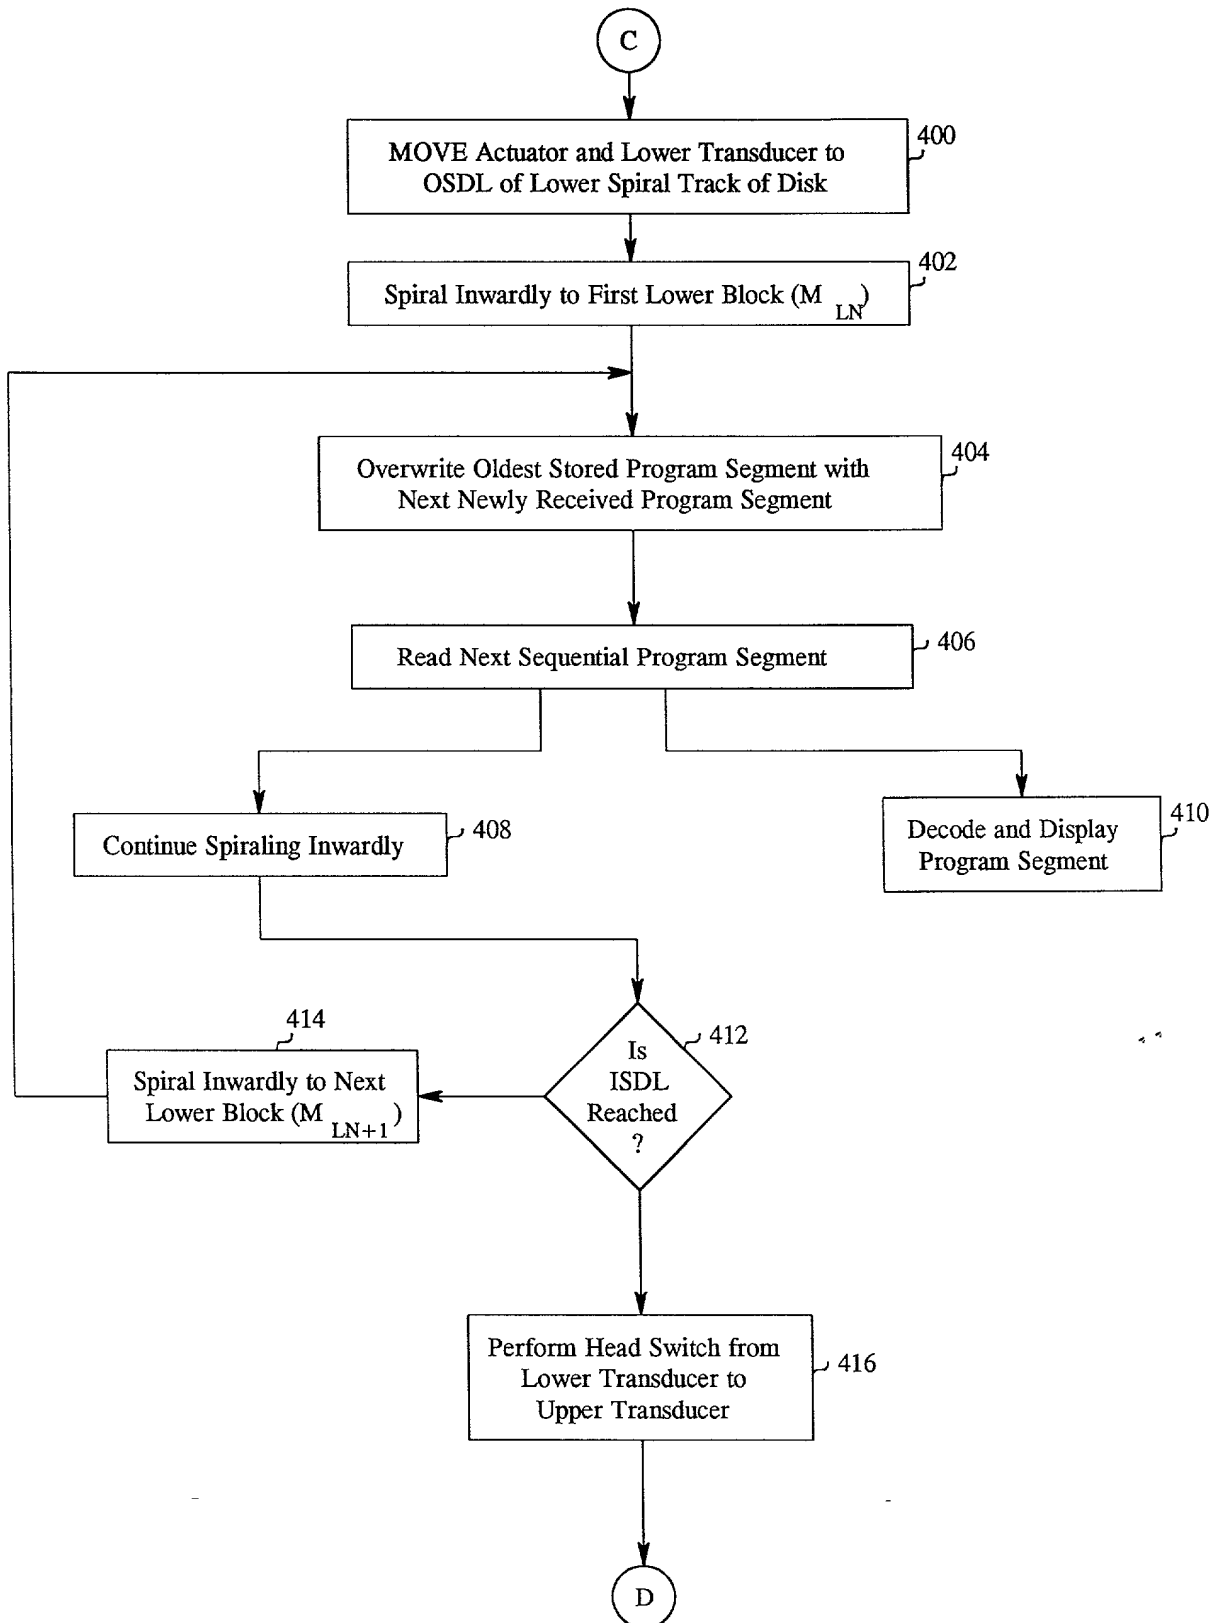 C
MOVE Actuator and Lower Transducer to
OSDL of Lower Spiral Track of Disk
400
Spiral Inwardly to First Lower Block (M LN)
402
Overwrite Oldest Stored Program Segment with
Next Newly Received Program Segment
404
Read Next Sequential Program Segment
406
Continue Spiraling Inwardly
408
Decode and Display
Program Segment
410
Is
ISDL
Reached
?
412
414
Spiral Inwardly to Next
Lower Block (M LN+1)
Perform Head Switch from
Lower Transducer to
Upper Transducer
416
D